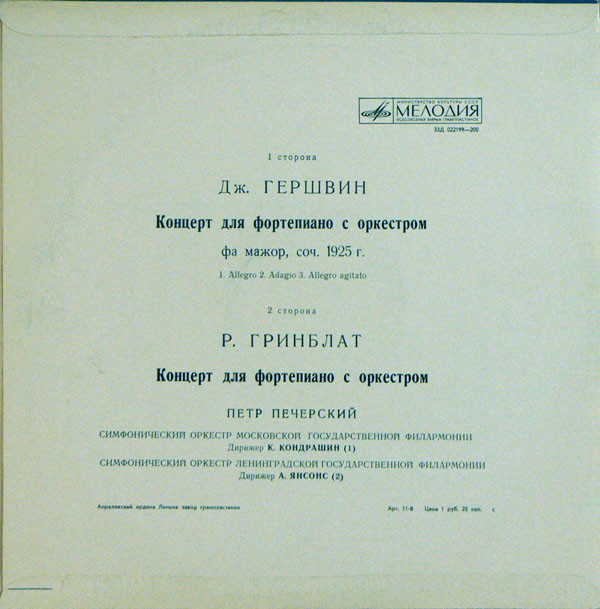 МИНИСТЕРСТВО КУЛЬТУРЫ СССР
МЕЛОДИЯ
ВСЕСОЮЗНАЯ ФИРМА ГРАМПЛАСТИНОК
33Д 022199—200
1 сторона
Дж. ГЕРШВИН
Концерт для фортепиано с оркестром
фа мажор, соч. 1925 г.
1. Allegro 2. Adagio 3. Allegro agitato
2 сторона
Р. ГРИНБЛАТ
Концерт для фортепиано с оркестром
ПЕТР ПЕЧЕРСКИЙ
СИМФОНИЧЕСКИЙ ОРКЕСТР МОСКОВСКОЙ ГОСУДАРСТВЕННОЙ ФИЛАРМОНИИ
Дирижер К. КОНДРАШИН (1)
СИМФОНИЧЕСКИЙ ОРКЕСТР ЛЕНИНГРАДСКОЙ ГОСУДАРСТВЕННОЙ ФИЛАРМОНИИ
Дирижер А. ЯНСОНС (2)
Апрелевский ордена Ленина завод грампластинок Арт. 11-8 Цена 1 руб. 25 коп. с